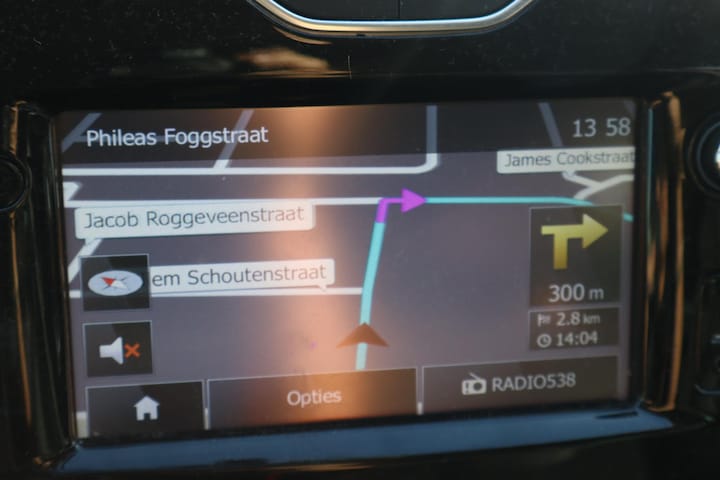 Phileas Foggstraat
13 58
James Cookstraat
Jacob Roggeveenstraat
em Schoutenstraat
300 m
2.8 km
14:04
Opties
RADIO538